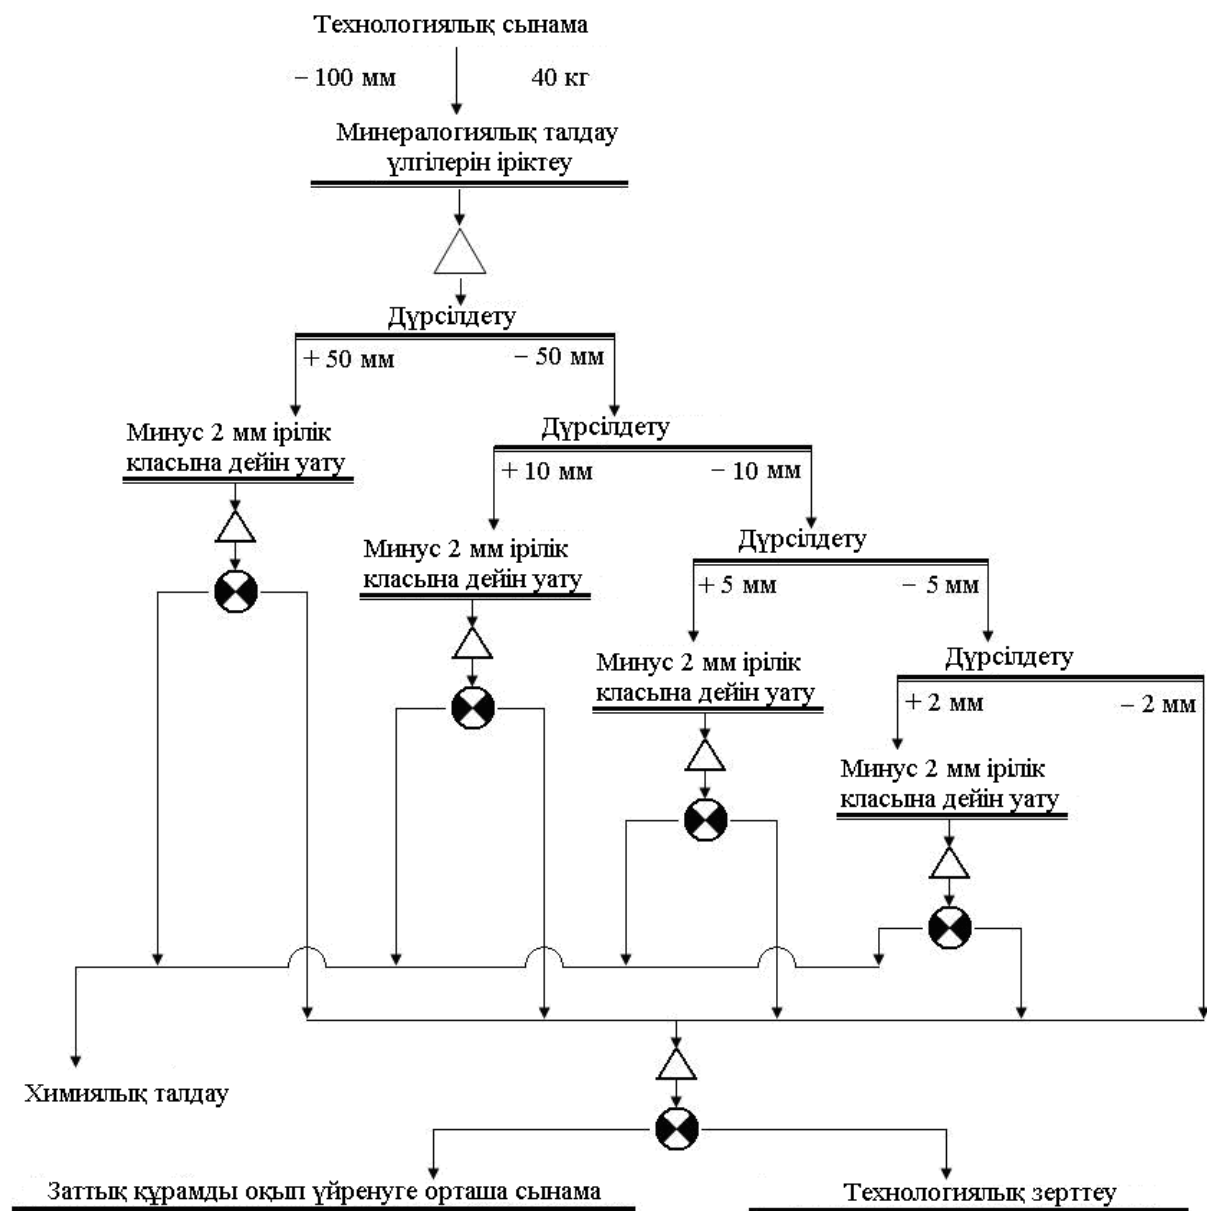 Технологиялық сынама
– 100 мм 40 кг
Минералогиялық талдау
үлгілерін іріктеу
Дүрсілдету
+ 50 мм – 50 мм
Минус 2 мм ірілік
класына дейін уату
Дүрсілдету
+ 10 мм – 10 мм
Минус 2 мм ірілік
класына дейін уату
Дүрсілдету
+ 5 мм – 5 мм
Минус 2 мм ірілік
класына дейін уату
Дүрсілдету
+ 2 мм – 2 мм
Минус 2 мм ірілік
класына дейін уату
Химиялық талдау
Заттық құрамды оқып үйренуге орташа сынама
Технологиялық зерттеу